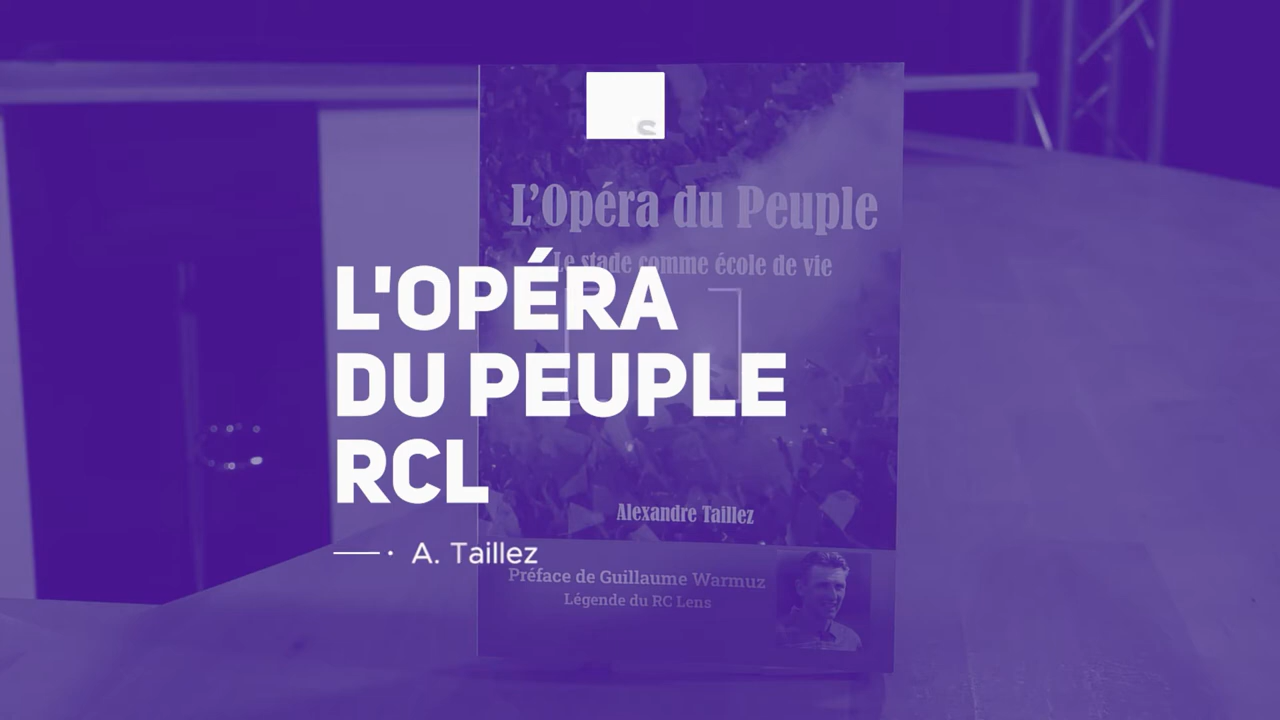 S
L'Opéra du Peuple
Le stade comme école de vie
L'OPÉRA
DU PEUPLE
RCL
Alexandre Taillez
A. Taillez
Préface de Guillaume Warmuz
Légende du RC Lens